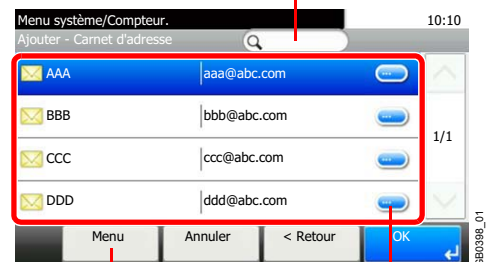 Menu système/Compteur. 10:10
Ajouter - Carnet d'adresse
AAA aaa@abc.com ...
BBB bbb@abc.com ...
1/1
CCC ccc@abc.com ...
DDD ddd@abc.com ...
Menu Annuler < Retour OK